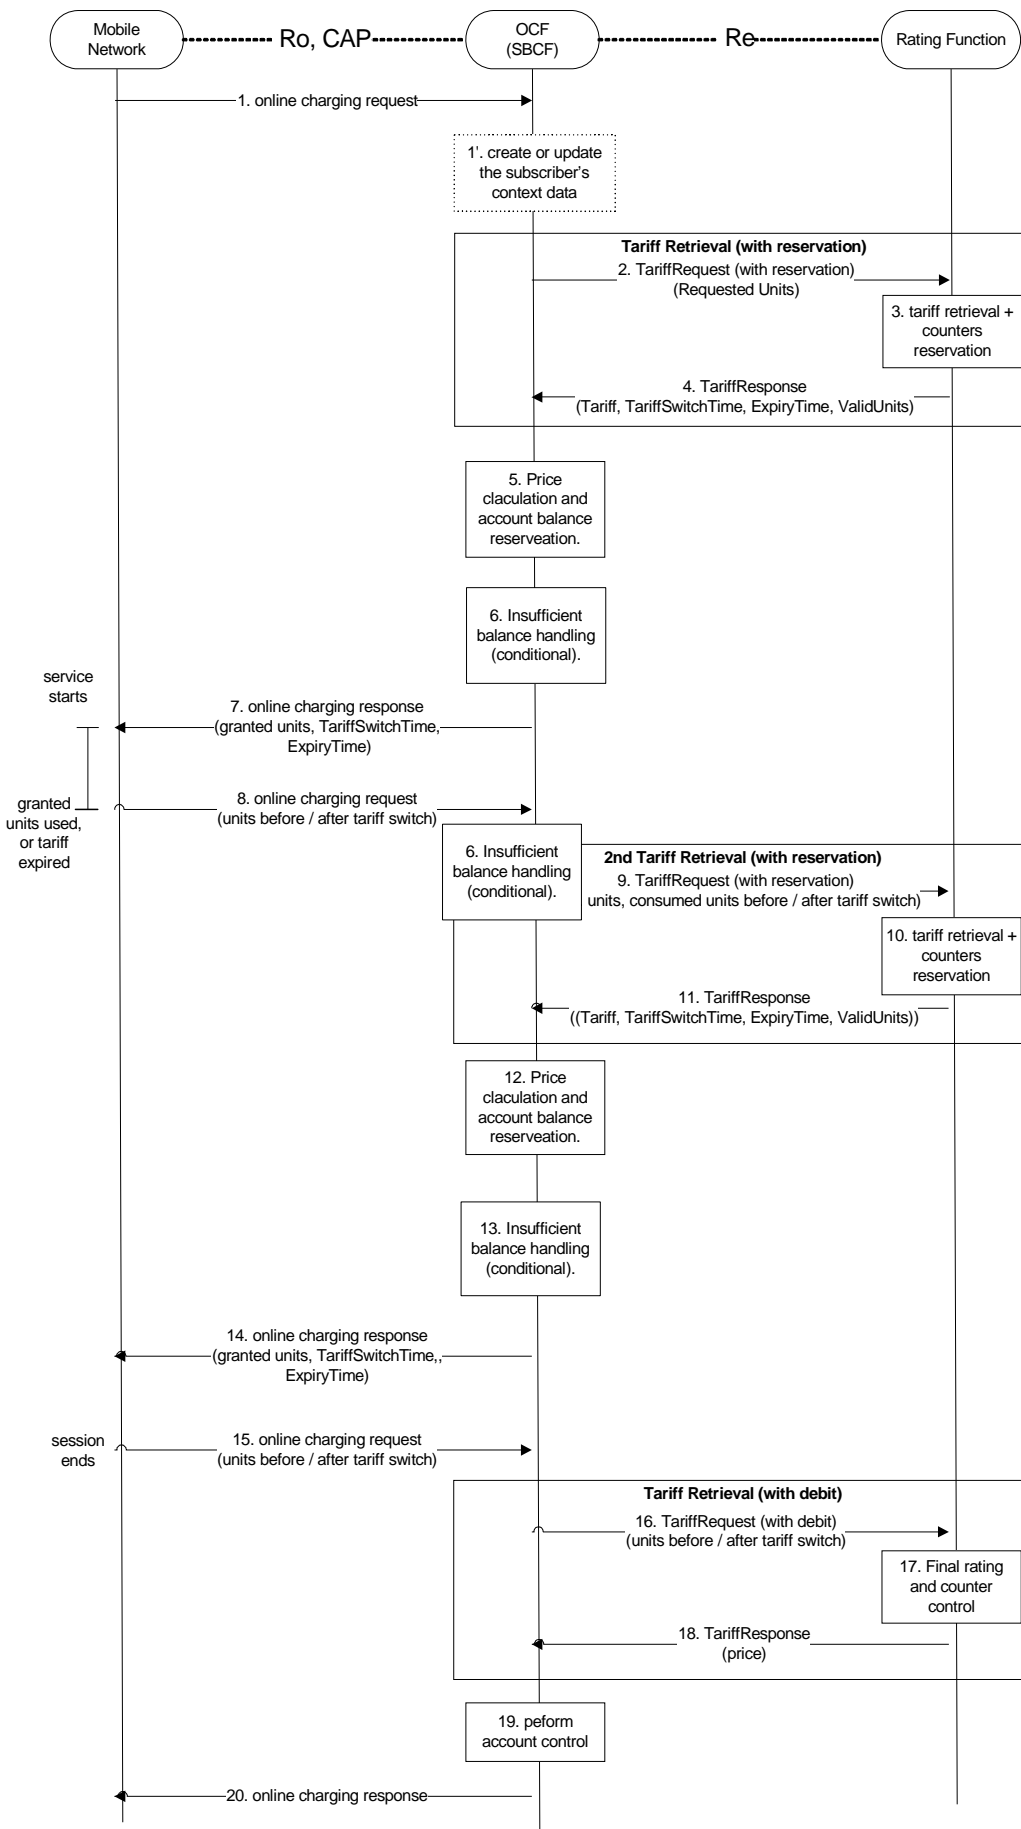 Mobile
Network
Ro, CAP
OCF
(SBCF)
Re
Rating Function
1. online charging request
1'. create or update
the subscriber's
context data
Tariff Retrieval (with reservation)
2. TariffRequest (with reservation)
(Requested Units)
3. tariff retrieval +
counters
reservation
4. TariffResponse
(Tariff, TariffSwitchTime, ExpiryTime, ValidUnits)
5. Price
claculation and
account balance
reserveation.
6. Insufficient
balance handling
(conditional).
service
starts
7. online charging response
(granted units, TariffSwitchTime,
ExpiryTime)
granted
units used,
or tariff
expired
8. online charging request
(units before / after tariff switch)
6. Insufficient
balance handling
(conditional).
2nd Tariff Retrieval (with reservation)
9. TariffRequest (with reservation)
units, consumed units before / after tariff switch)
10. tariff retrieval +
counters
reservation
11. TariffResponse
((Tariff, TariffSwitchTime, ExpiryTime, ValidUnits))
12. Price
claculation and
account balance
reserveation.
13. Insufficient
balance handling
(conditional).
14. online charging response
(granted units, TariffSwitchTime,,
ExpiryTime)
session
ends
15. online charging request
(units before / after tariff switch)
Tariff Retrieval (with debit)
16. TariffRequest (with debit)
(units before / after tariff switch)
17. Final rating
and counter
control
18. TariffResponse
(price)
19. peform
account control
20. online charging response